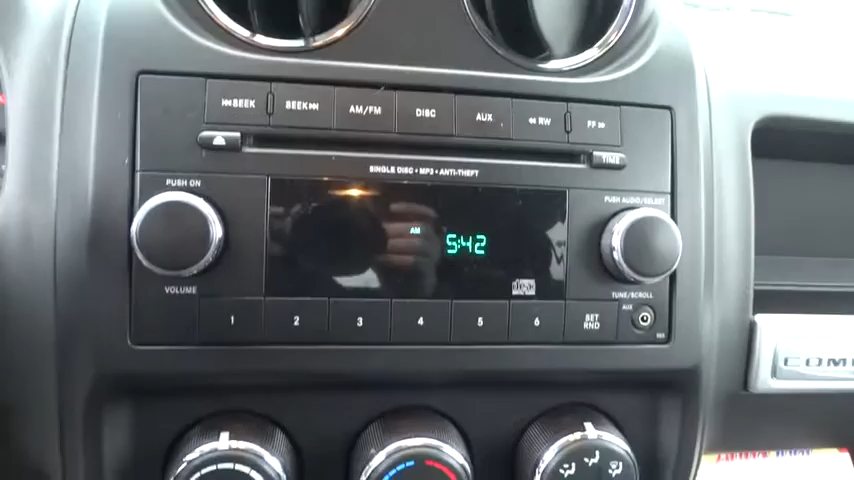 SEEK
SEEK
AM/FM
DISC
AUX
RW
FF
TIME
SINGLE DISC • MP3 • ANTI-THEFT
PUSH ON
PUSH AUDIO/SELECT
AM
5:42
VOLUME
TUNE/SCROLL
1
2
3
4
5
6
SET
RND
AUX
COM